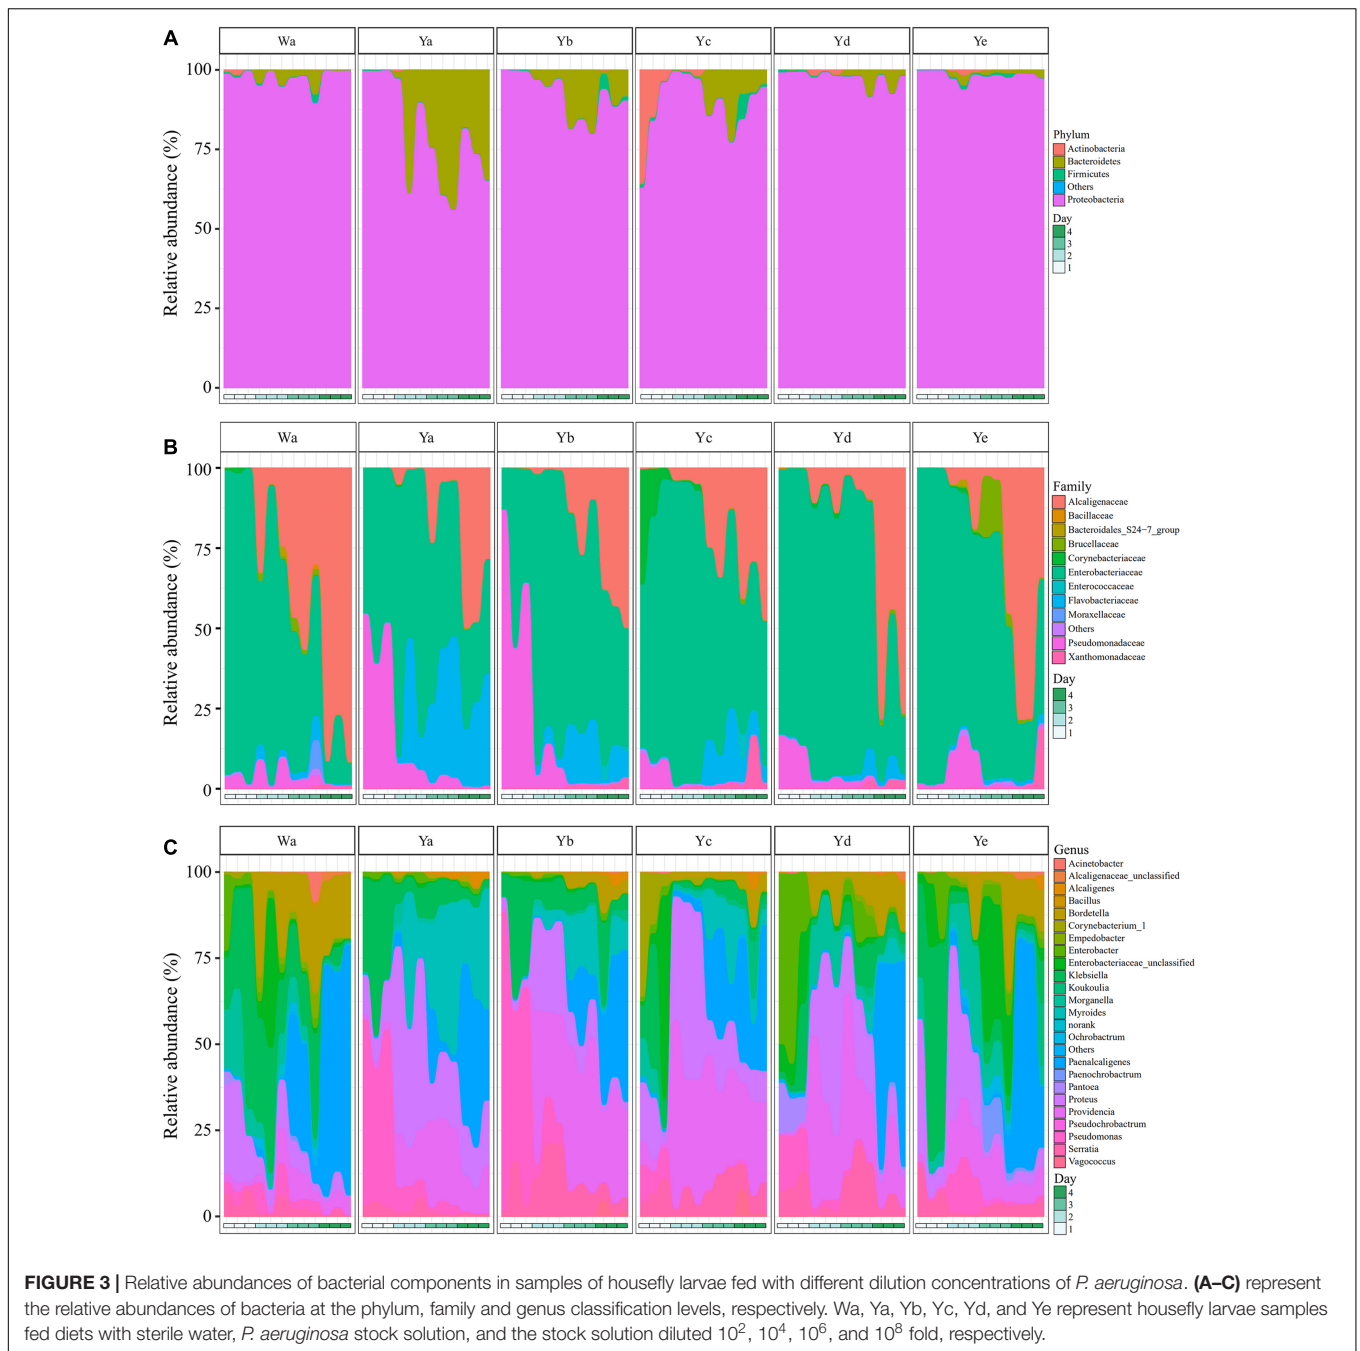 A
Wa Ya Yb Yc Yd Ye
100
75
50
25
0
Relative abundance (%)
Phylum
Actinobacteria
Bacteroidetes
Firmicutes
Others
Proteobacteria
Day
4
3
2
1
B
Wa Ya Yb Yc Yd Ye
100
75
50
25
0
Relative abundance (%)
Family
Alcaligenaceae
Bacillaceae
Bacteroidales_S24−7_group
Brucellaceae
Corynebacteriaceae
Enterobacteriaceae
Enterococcaceae
Flavobacteriaceae
Moraxellaceae
Others
Pseudomonadaceae
Xanthomonadaceae
Day
4
3
2
1
C
Wa Ya Yb Yc Yd Ye
100
75
50
25
0
Relative abundance (%)
Genus
Acinetobacter
Alcaligenaceae_unclassified
Alcaligenes
Bacillus
Bordetella
Corynebacterium_1
Empedobacter
Enterobacter
Enterobacteriaceae_unclassified
Klebsiella
Koukoulia
Morganella
Myroides
norank
Ochrobactrum
Others
Paenalcaligenes
Paenochrobactrum
Pantoea
Proteus
Providencia
Pseudochrobactrum
Pseudomonas
Serratia
Vagococcus
Day
4
3
2
1
FIGURE 3 | Relative abundances of bacterial components in samples of housefly larvae fed with different dilution concentrations of P. aeruginosa. (A–C) represent
the relative abundances of bacteria at the phylum, family and genus classification levels, respectively. Wa, Ya, Yb, Yc, Yd, and Ye represent housefly larvae samples
fed diets with sterile water, P. aeruginosa stock solution, and the stock solution diluted 10², 10⁴, 10⁶, and 10⁸ fold, respectively.